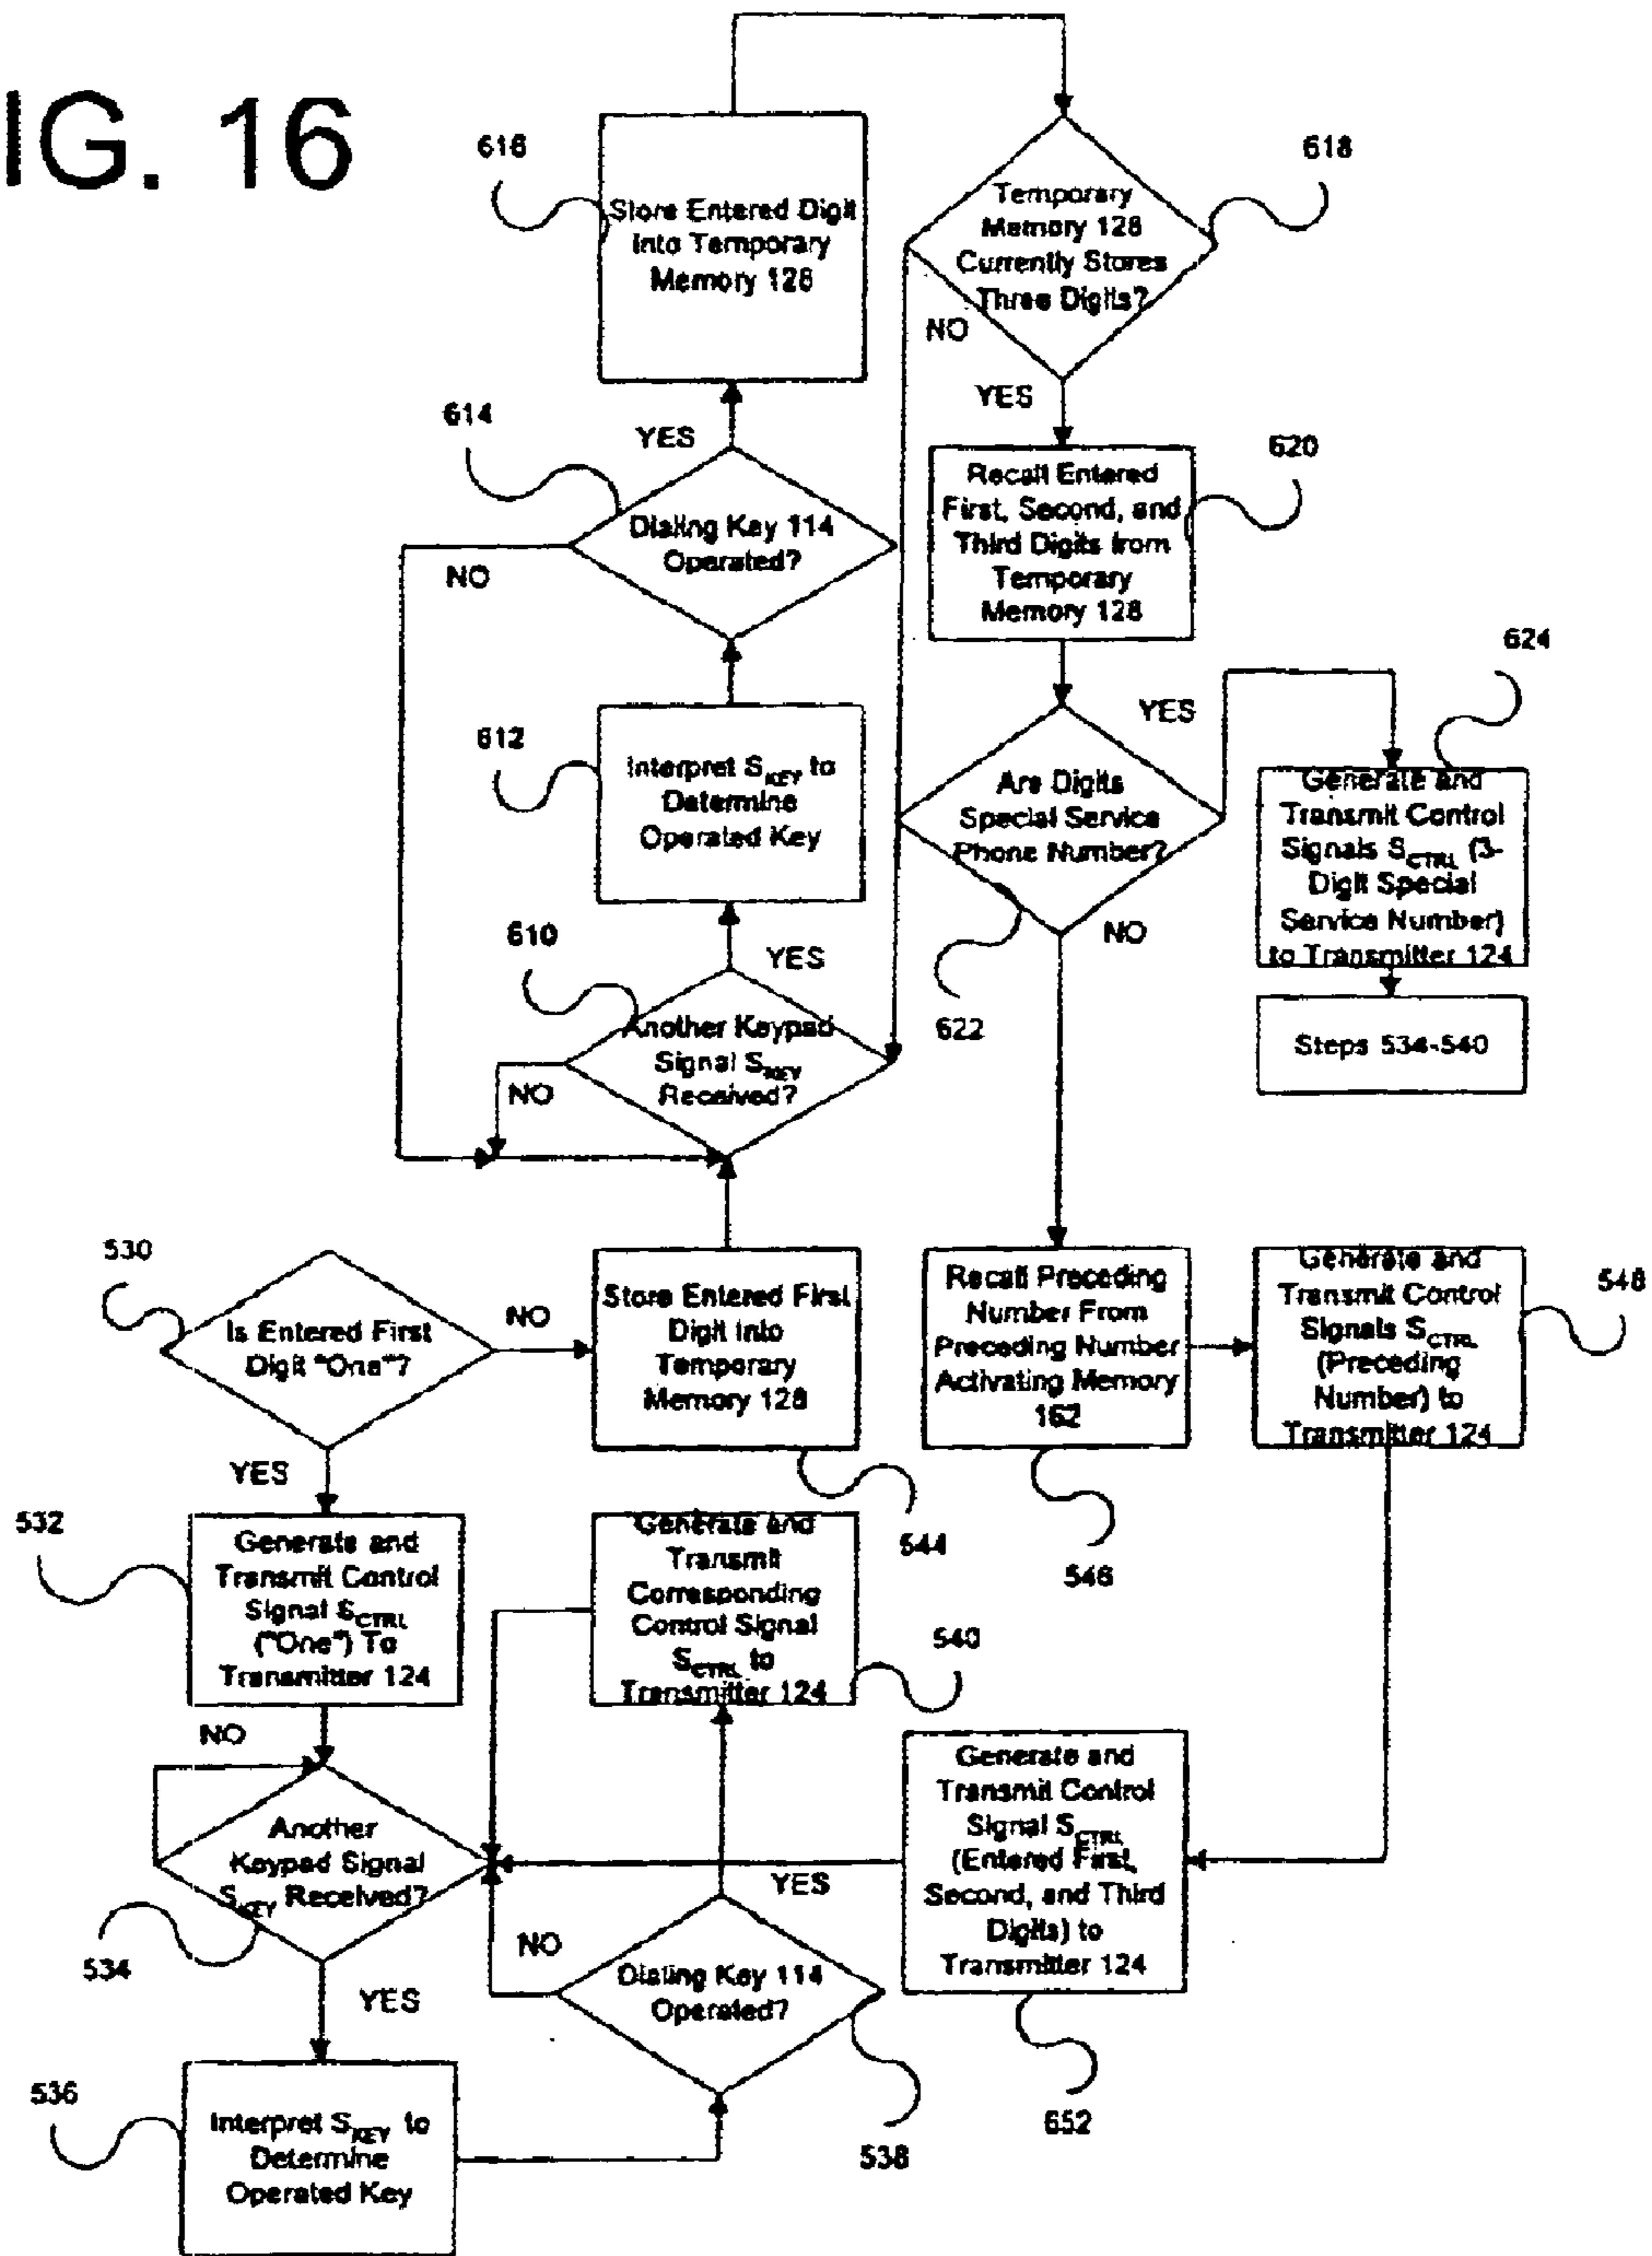 IG. 16
616
Store Entered Digit
Into Temporary
Memory 128
618
Temporary
Memory 128
Currently Stores
Three Digits?
NO
YES
614
YES
Dialing Key 114
Operated?
NO
620
Recall Entered
First, Second, and
Third Digits from
Temporary
Memory 128
624
YES
612
Interpret SKEY to
Determine
Operated Key
Are Digits
Special Service
Phone Number?
Generate and
Transmit Control
Signals SCTRL (3-
Digit Special
Service Number)
to Transmitter 124
NO
610
YES
622
Another Keypad
Signal SKEY
Received?
NO
Steps 534-540
530
Is Entered First
Digit "One"?
NO
Store Entered First
Digit into
Temporary
Memory 128
Recall Preceding
Number From
Preceding Number
Activating Memory
162
Generate and
Transmit Control
Signals SCTRL
(Preceding
Number) to
Transmitter 124
548
YES
532
Generate and
Transmit Control
Signal SCTRL
("One") To
Transmitter 124
Generate and
Transmit
Corresponding
Control Signal
SCTRL to
Transmitter 124
544
546
540
NO
Another
Keypad Signal
SKEY Received?
534
YES
Generate and
Transmit Control
Signal SCTRL
(Entered First,
Second, and Third
Digits) to
Transmitter 124
YES
NO
Dialing Key 114
Operated?
536
Interpret SKEY to
Determine
Operated Key
538
652